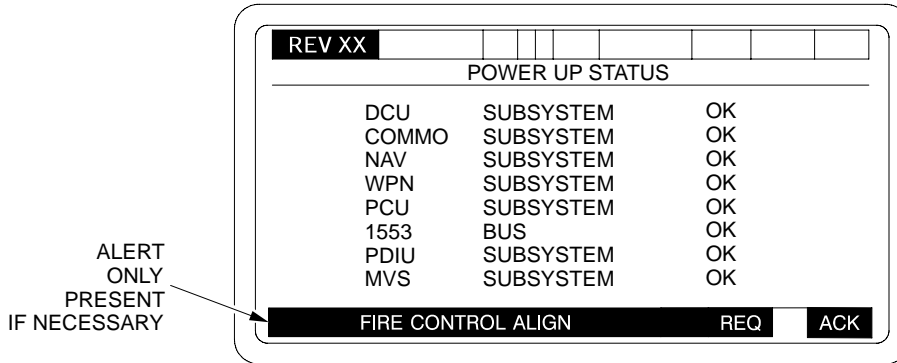 REV XX
POWER UP STATUS
DCU SUBSYSTEM OK
COMMO SUBSYSTEM OK
NAV SUBSYSTEM OK
WPN SUBSYSTEM OK
PCU SUBSYSTEM OK
1553 BUS OK
PDIU SUBSYSTEM OK
MVS SUBSYSTEM OK
ALERT
ONLY
PRESENT
IF NECESSARY
FIRE CONTROL ALIGN REQ ACK